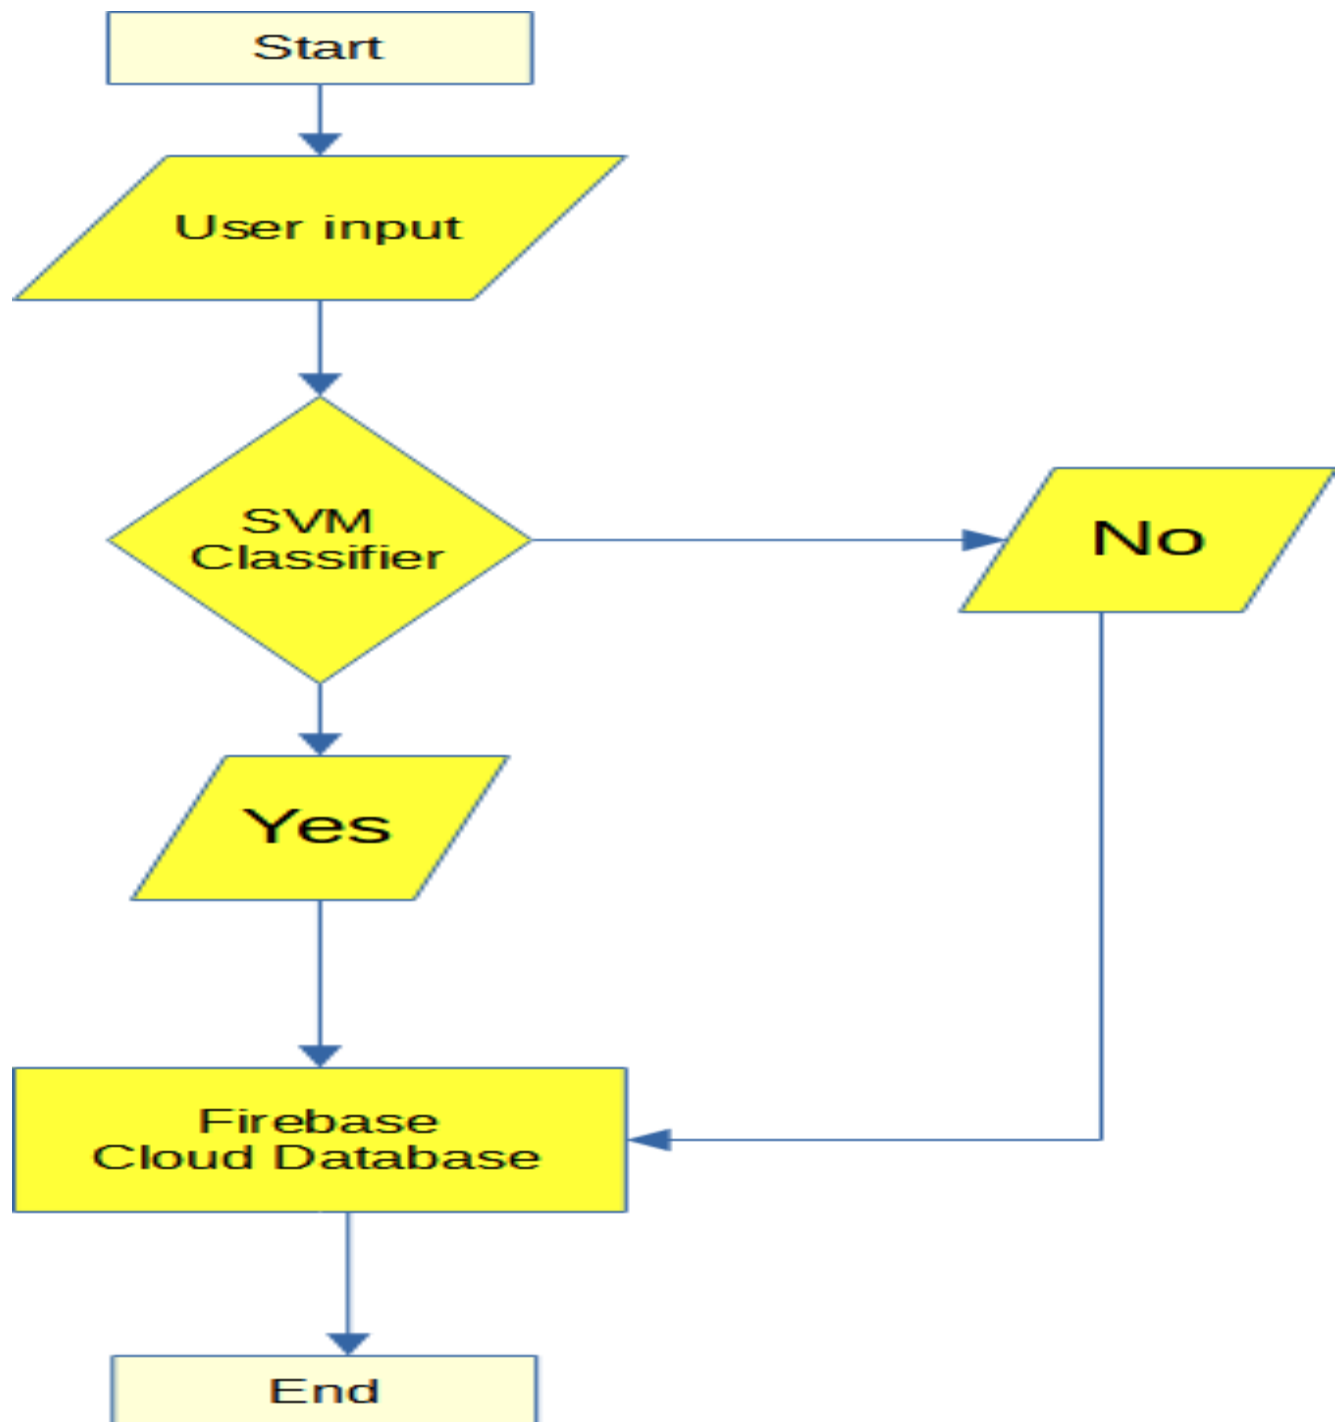 Start
User input
SVM
Classifier
No
Yes
Firebase
Cloud Database
End